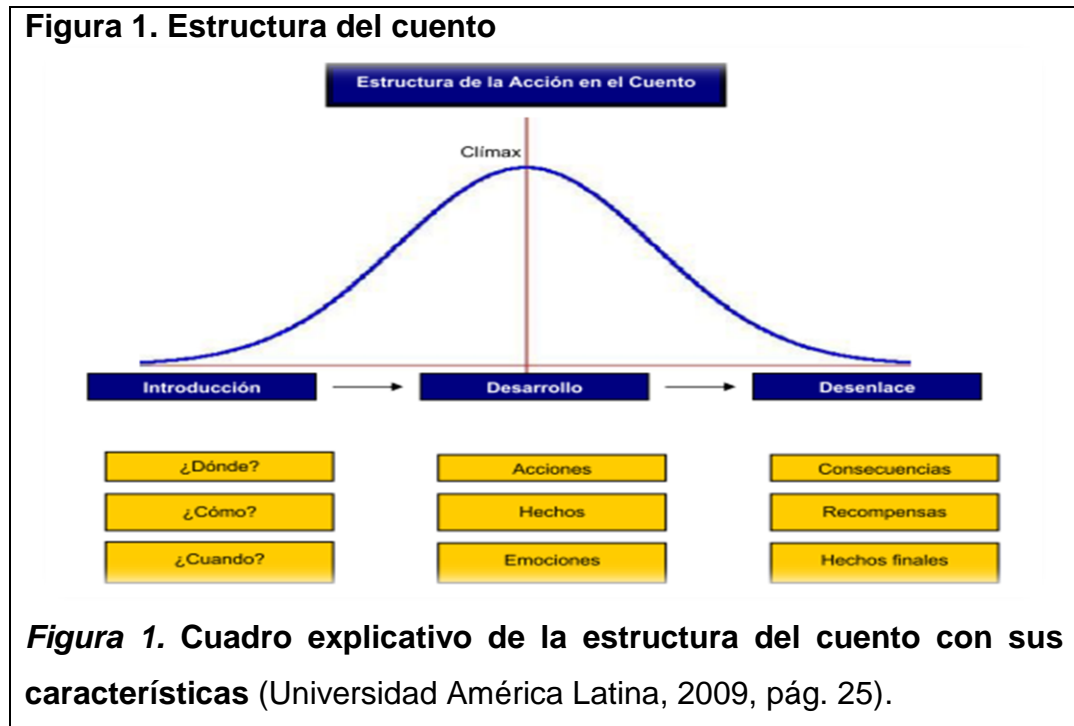 Figura 1. Estructura del cuento
Estructura de la Acción en el Cuento
Clímax
Introducción
Desarrollo
Desenlace
¿Dónde?
Acciones
Consecuencias
¿Cómo?
Hechos
Recompensas
¿Cuando?
Emociones
Hechos finales
Figura 1. Cuadro explicativo de la estructura del cuento con sus
características (Universidad América Latina, 2009, pág. 25).